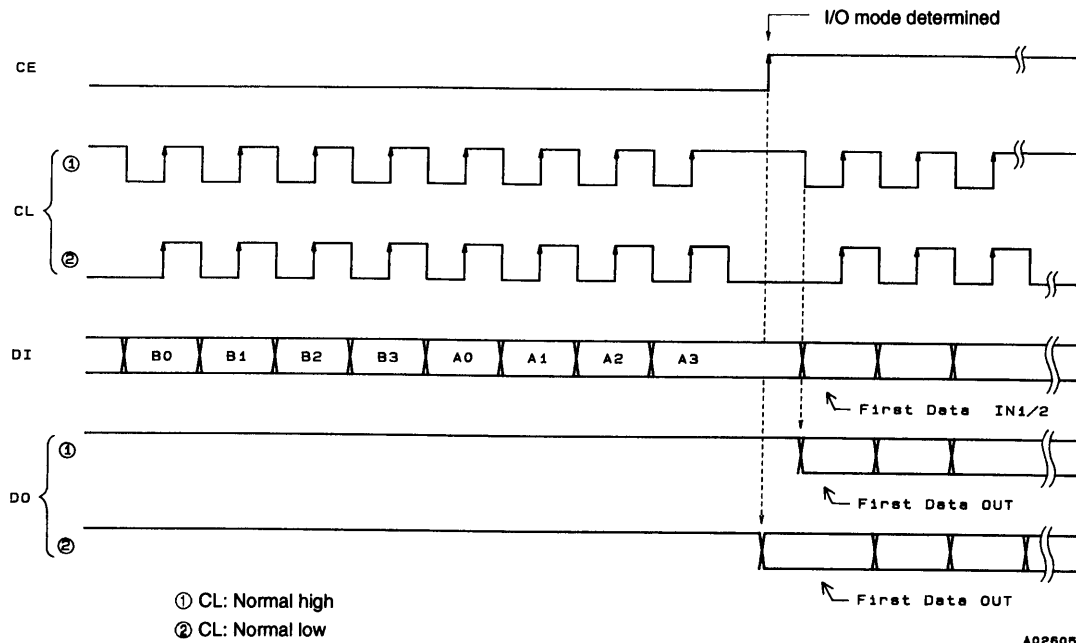 I/O mode determined
CE
①
CL
②
DI B0 B1 B2 B3 A0 A1 A2 A3
First Data IN1/2
①
First Data OUT
DO
②
First Data OUT
① CL: Normal high
② CL: Normal low
A02605